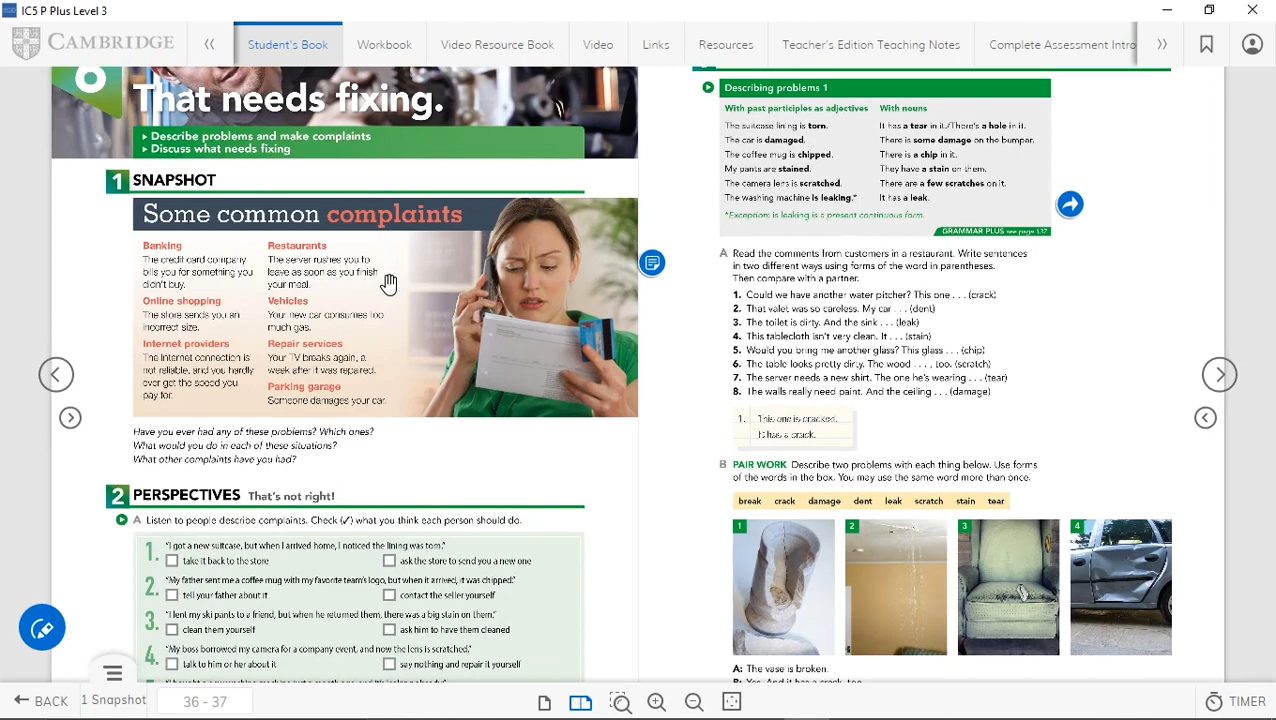 IC5 P Plus Level 3
CAMBRIDGE
Student's Book
Workbook
Video Resource Book
Video
Links
Resources
Teacher's Edition Teaching Notes
Complete Assessment Intro
That needs fixing.
▸ Describe problems and make complaints
▸ Discuss what needs fixing
1 SNAPSHOT
Some common complaints
Banking
The credit card company
bills you for something you
didn't buy.
Online shopping
The store sends you an
incorrect size.
Internet providers
The Internet connection is
not reliable, and you hardly
ever get the speed you
pay for.
Restaurants
The server rushes you to
leave as soon as you finish
your meal.
Vehicles
Your new car consumes too
much gas.
Repair services
Your TV breaks again, a
week after it was repaired.
Parking garage
Someone damages your car.
Have you ever had any of these problems? Which ones?
What would you do in each of these situations?
What other complaints have you had?
2 PERSPECTIVES That's not right!
A Listen to people describe complaints. Check (✓) what you think each person should do.
1. "I got a new suitcase, but when I arrived home, I noticed the lining was torn."
take it back to the store ask the store to send you a new one
2. "My father sent me a coffee mug with my favorite team's logo, but when it arrived, it was chipped."
tell your father about it contact the seller yourself
3. "I lent my ski pants to a friend, but when he returned them, there was a big stain on them."
clean them yourself ask him to have them cleaned
4. "My boss borrowed my camera for a company event, and now the lens is scratched."
talk to him or her about it say nothing and repair it yourself
Describing problems 1
With past participles as adjectives With nouns
The suitcase lining is torn. It has a tear in it./There's a hole in it.
The car is damaged. There is some damage on the bumper.
The coffee mug is chipped. There is a chip in it.
My pants are stained. They have a stain on them.
The camera lens is scratched. There are a few scratches on it.
The washing machine is leaking.* It has a leak.
*Exception: is leaking is a present continuous form.
GRAMMAR PLUS see page 137
A Read the comments from customers in a restaurant. Write sentences
in two different ways using forms of the word in parentheses.
Then compare with a partner.
1. Could we have another water pitcher? This one . . . (crack)
2. That valet was so careless. My car . . . (dent)
3. The toilet is dirty. And the sink . . . (leak)
4. This tablecloth isn't very clean. It . . . (stain)
5. Would you bring me another glass? This glass . . . (chip)
6. The table looks pretty dirty. The wood . . . , too. (scratch)
7. The server needs a new shirt. The one he's wearing . . . (tear)
8. The walls really need paint. And the ceiling . . . (damage)
1. This one is cracked.
It has a crack.
B PAIR WORK Describe two problems with each thing below. Use forms
of the words in the box. You may use the same word more than once.
break crack damage dent leak scratch stain tear
1
2
3
4
A: The vase is broken.
B: Yes. And it has a crack, too.
BACK
1 Snapshot
36 - 37
TIMER